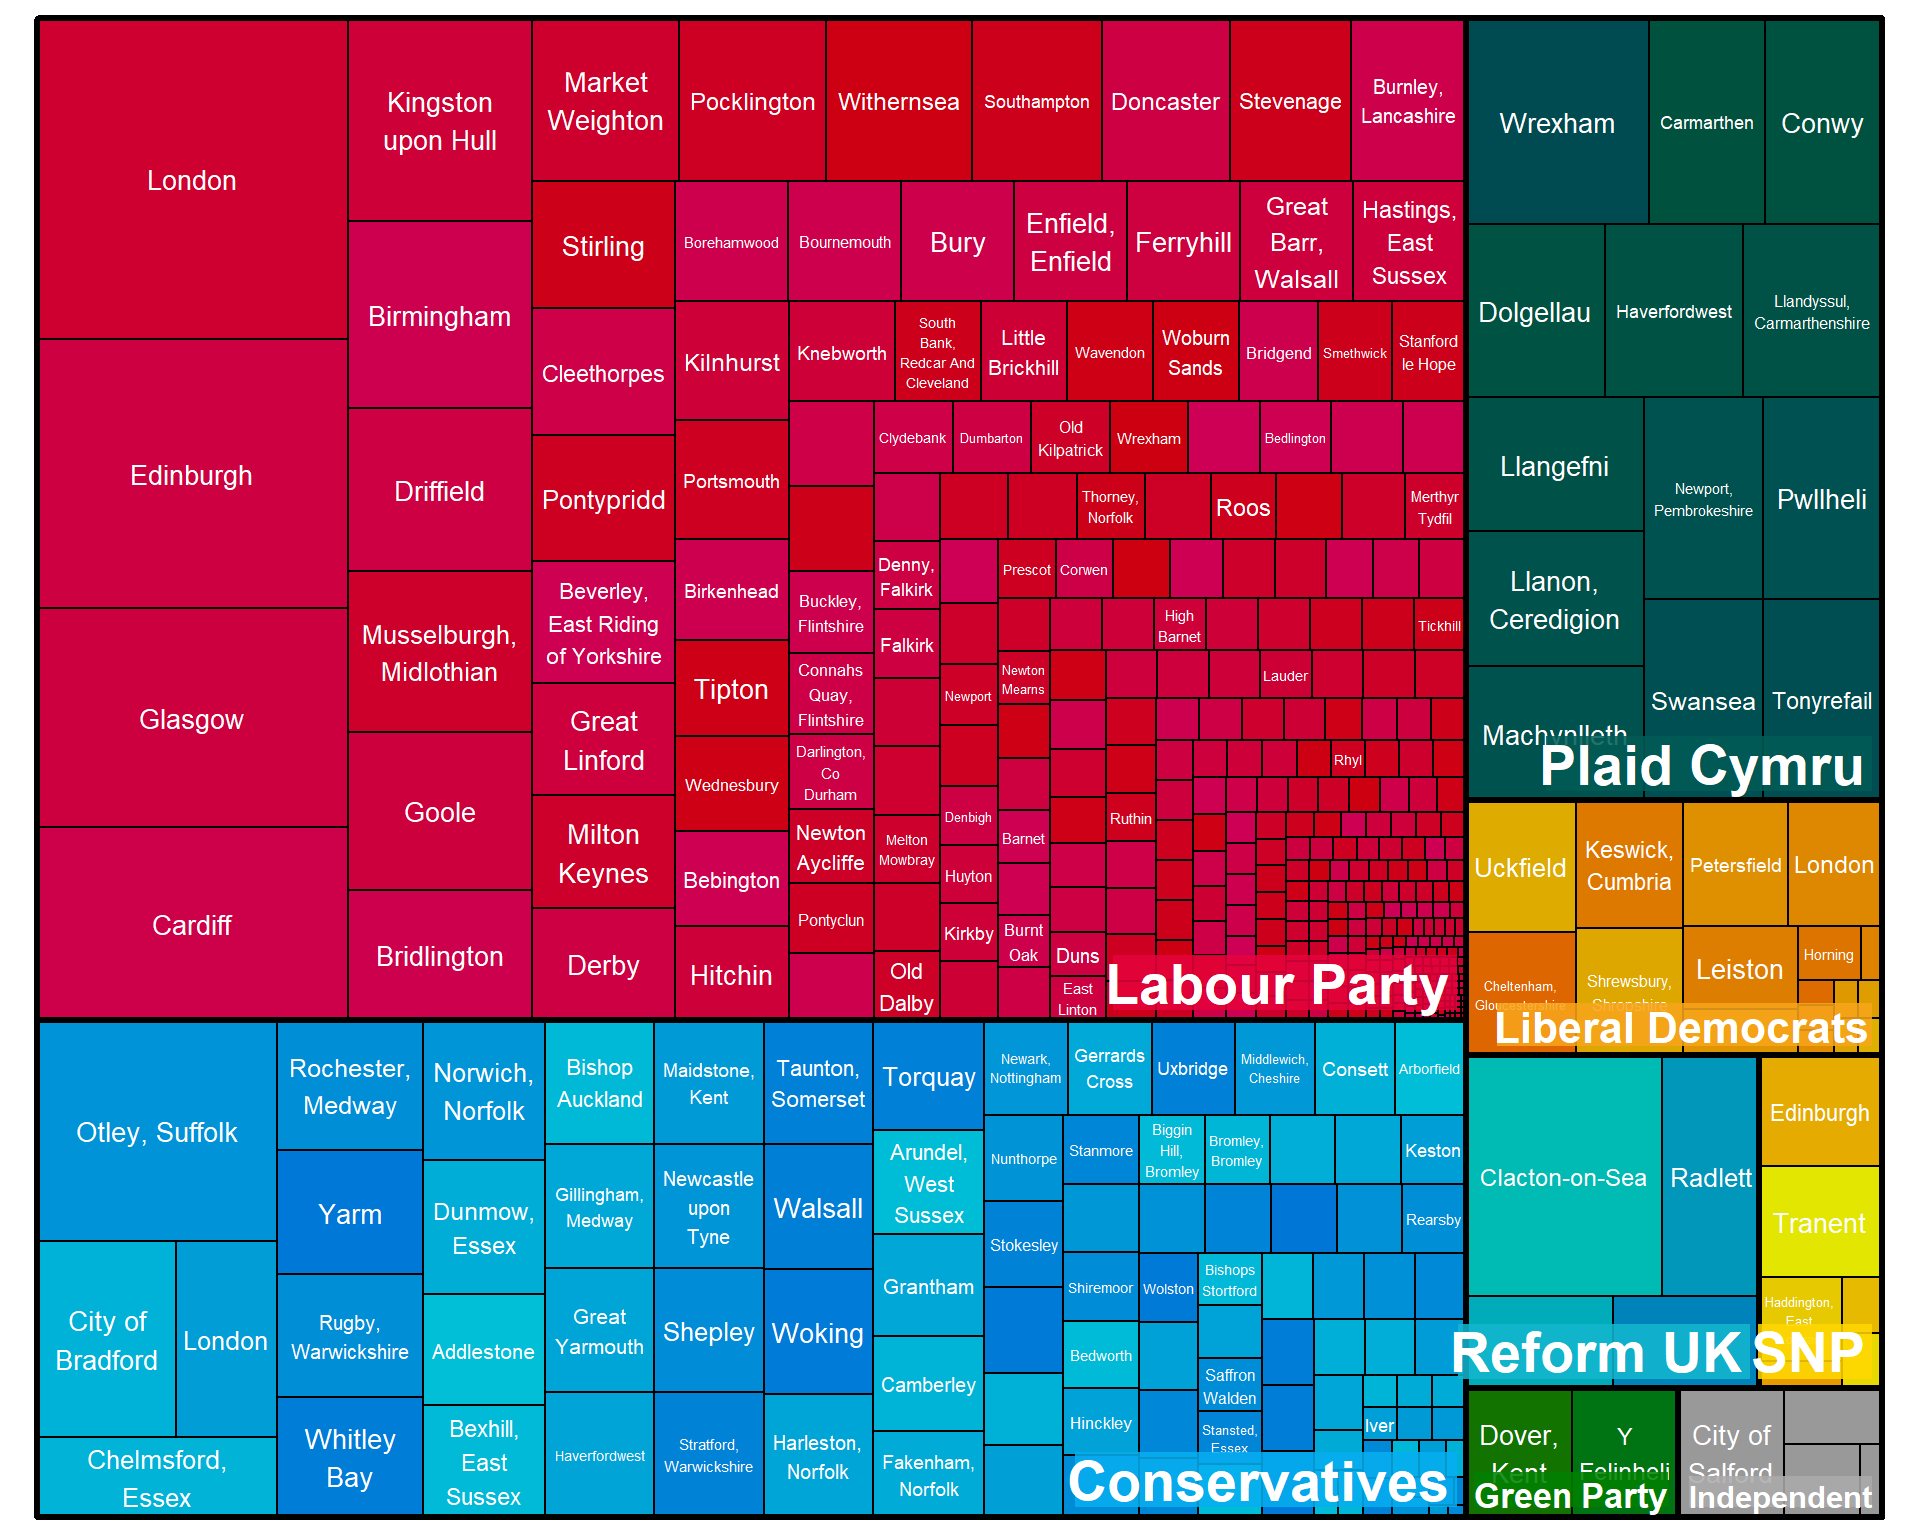 London
Edinburgh
Glasgow
Cardiff
Kingston
upon Hull
Birmingham
Driffield
Musselburgh,
Midlothian
Goole
Bridlington
Market
Weighton
Pocklington
Withernsea
Southampton
Doncaster
Stevenage
Burnley,
Lancashire
Stirling
Cleethorpes
Pontypridd
Beverley,
East Riding
of Yorkshire
Great
Linford
Milton
Keynes
Derby
Borehamwood
Bournemouth
Bury
Enfield,
Enfield
Ferryhill
Great
Barr,
Walsall
Hastings,
East
Sussex
Kilnhurst
Portsmouth
Birkenhead
Tipton
Wednesbury
Bebington
Hitchin
Knebworth
South
Bank,
Redcar And
Cleveland
Little
Brickhill
Wavendon
Woburn
Sands
Bridgend
Smethwick
Stanford
le Hope
Buckley,
Flintshire
Connahs
Quay,
Flintshire
Darlington,
Co
Durham
Newton
Aycliffe
Pontyclun
Clydebank
Dumbarton
Old
Kilpatrick
Wrexham
Bedlington
Denny,
Falkirk
Falkirk
Melton
Mowbray
Old
Dalby
Thorney,
Norfolk
Roos
Merthyr
Tydfil
Newport
Denbigh
Huyton
Kirkby
Prescot
Corwen
High
Barnet
Tickhill
Newton
Mearns
Barnet
Burnt
Oak
Lauder
Duns
East
Linton
Ruthin
Rhyl
Labour Party
Otley, Suffolk
City of
Bradford
London
Chelmsford,
Essex
Rochester,
Medway
Yarm
Rugby,
Warwickshire
Whitley
Bay
Norwich,
Norfolk
Dunmow,
Essex
Addlestone
Bexhill,
East
Sussex
Bishop
Auckland
Gillingham,
Medway
Great
Yarmouth
Haverfordwest
Maidstone,
Kent
Newcastle
upon
Tyne
Shepley
Stratford,
Warwickshire
Taunton,
Somerset
Walsall
Woking
Harleston,
Norfolk
Torquay
Arundel,
West
Sussex
Grantham
Camberley
Fakenham,
Norfolk
Newark,
Nottingham
Gerrards
Cross
Uxbridge
Middlewich,
Cheshire
Consett
Arborfield
Nunthorpe
Stokesley
Stanmore
Biggin
Hill,
Bromley
Bromley,
Bromley
Keston
Rearsby
Shiremoor
Bedworth
Hinckley
Wolston
Bishops
Stortford
Saffron
Walden
Stansted,
Essex
Iver
Conservatives
Wrexham
Carmarthen
Conwy
Dolgellau
Haverfordwest
Llandyssul,
Carmarthenshire
Llangefni
Llanon,
Ceredigion
Machynlleth
Newport,
Pembrokeshire
Pwllheli
Swansea
Tonyrefail
Plaid Cymru
Uckfield
Cheltenham,
Gloucestershire
Keswick,
Cumbria
Shrewsbury,
Shropshire
Petersfield
London
Leiston
Horning
Liberal Democrats
Clacton-on-Sea
Radlett
Reform UK
Edinburgh
Tranent
Haddington,
East
SNP
Dover,
Kent
Y
Felinheli
Green Party
City of
Salford
Independent